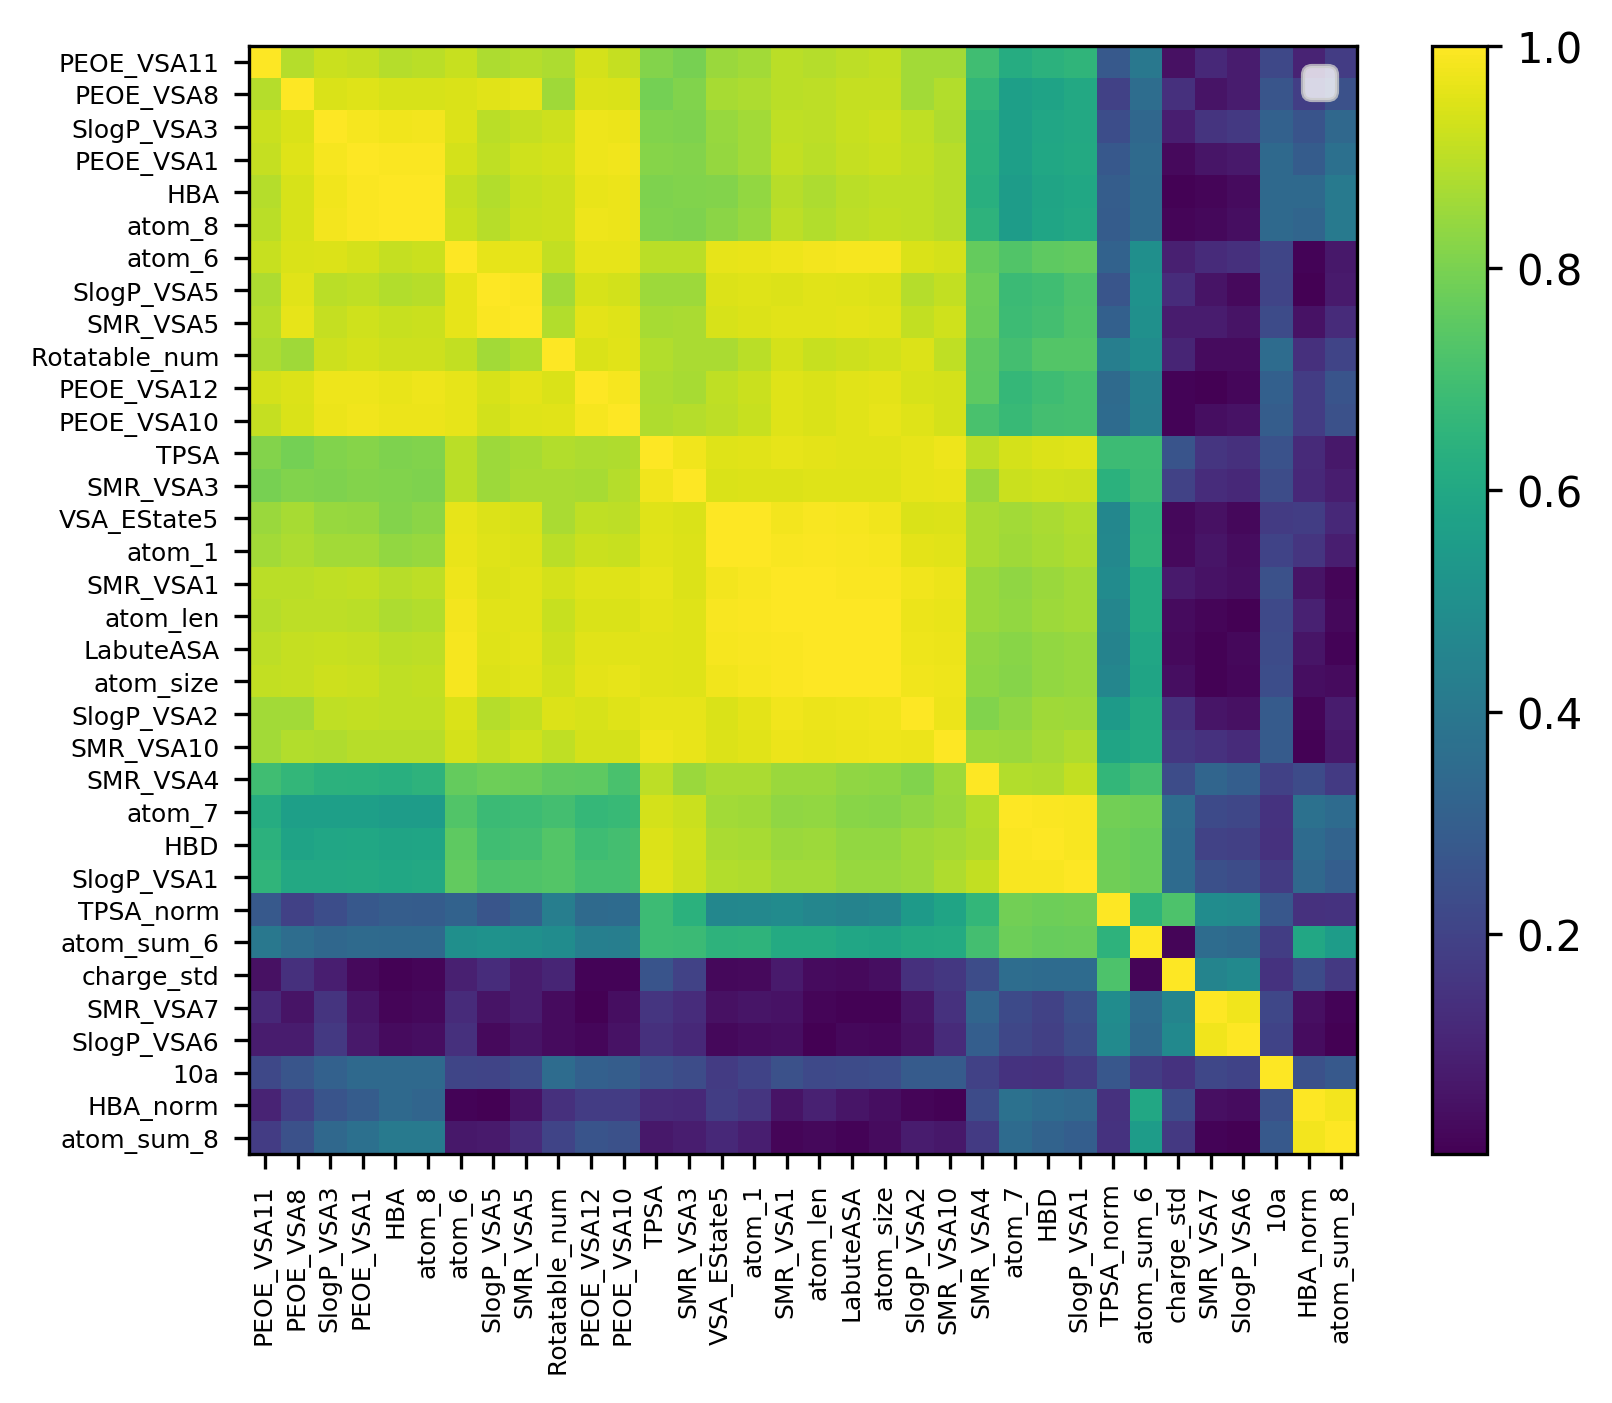 PEOE_VSA11
PEOE_VSA8
SlogP_VSA3
PEOE_VSA1
HBA
atom_8
atom_6
SlogP_VSA5
SMR_VSA5
Rotatable_num
PEOE_VSA12
PEOE_VSA10
TPSA
SMR_VSA3
VSA_EState5
atom_1
SMR_VSA1
atom_len
LabuteASA
atom_size
SlogP_VSA2
SMR_VSA10
SMR_VSA4
atom_7
HBD
SlogP_VSA1
TPSA_norm
atom_sum_6
charge_std
SMR_VSA7
SlogP_VSA6
10a
HBA_norm
atom_sum_8
PEOE_VSA11
PEOE_VSA8
SlogP_VSA3
PEOE_VSA1
HBA
atom_8
atom_6
SlogP_VSA5
SMR_VSA5
Rotatable_num
PEOE_VSA12
PEOE_VSA10
TPSA
SMR_VSA3
VSA_EState5
atom_1
SMR_VSA1
atom_len
LabuteASA
atom_size
SlogP_VSA2
SMR_VSA10
SMR_VSA4
atom_7
HBD
SlogP_VSA1
TPSA_norm
atom_sum_6
charge_std
SMR_VSA7
SlogP_VSA6
10a
HBA_norm
atom_sum_8
1.0
0.8
0.6
0.4
0.2